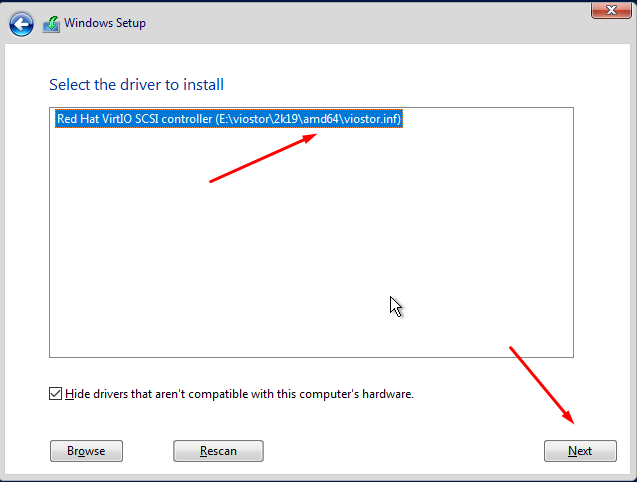 Windows Setup
Select the driver to install
Red Hat VirtIO SCSI controller (E:\viostor\2k19\amd64\viostor.inf)
Hide drivers that aren't compatible with this computer's hardware.
Browse
Rescan
Next